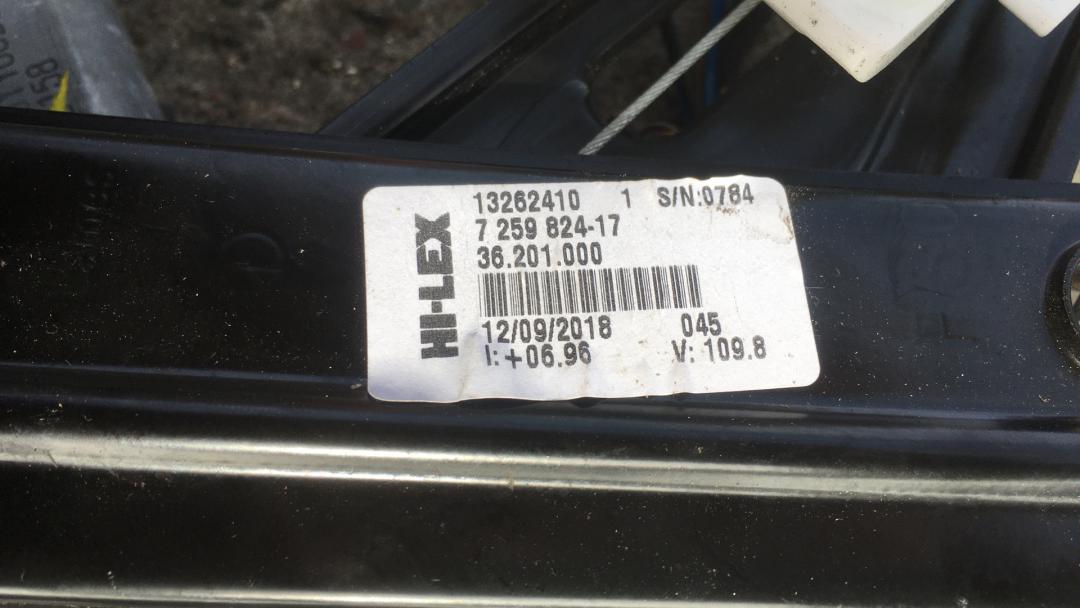 13262410 1 S/N:0784
7 259 824-17
36.201.000
HI-LEX
12/09/2018 045
I:+06.96 V: 109.8